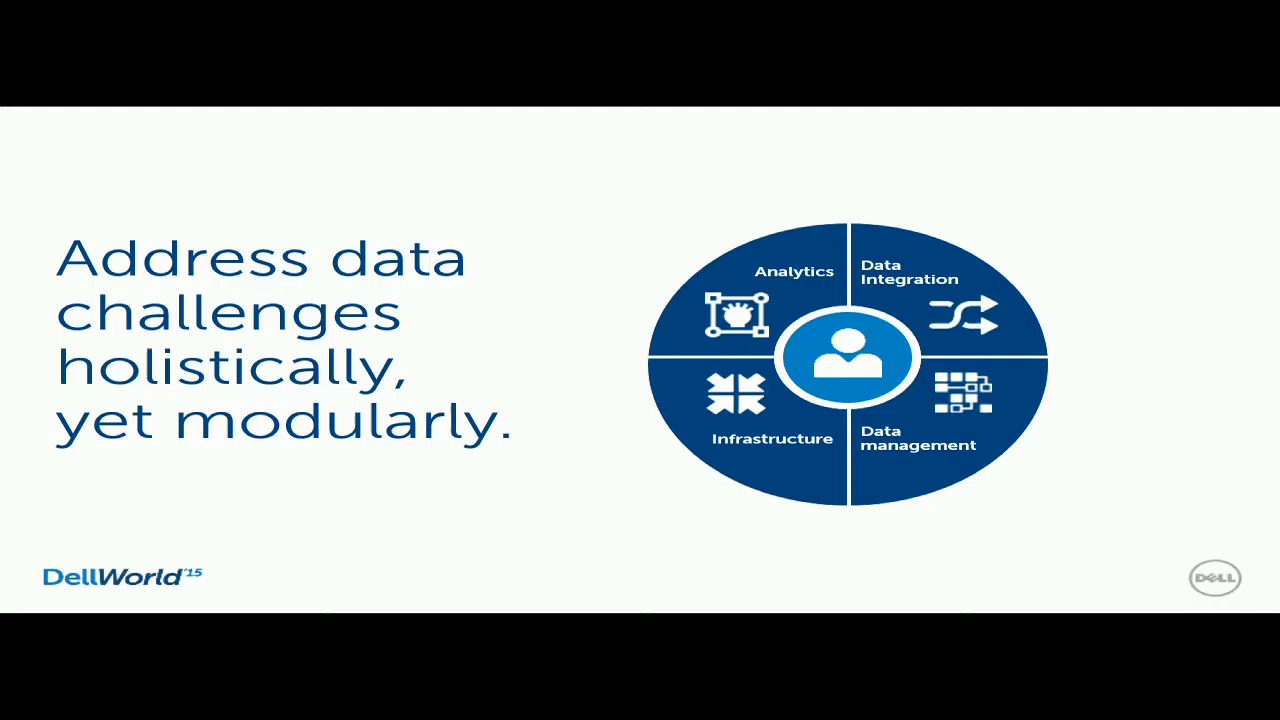 Address data
challenges
holistically,
yet modularly.
Analytics
Data
Integration
Infrastructure
Data
management
DellWorld'15
DELL